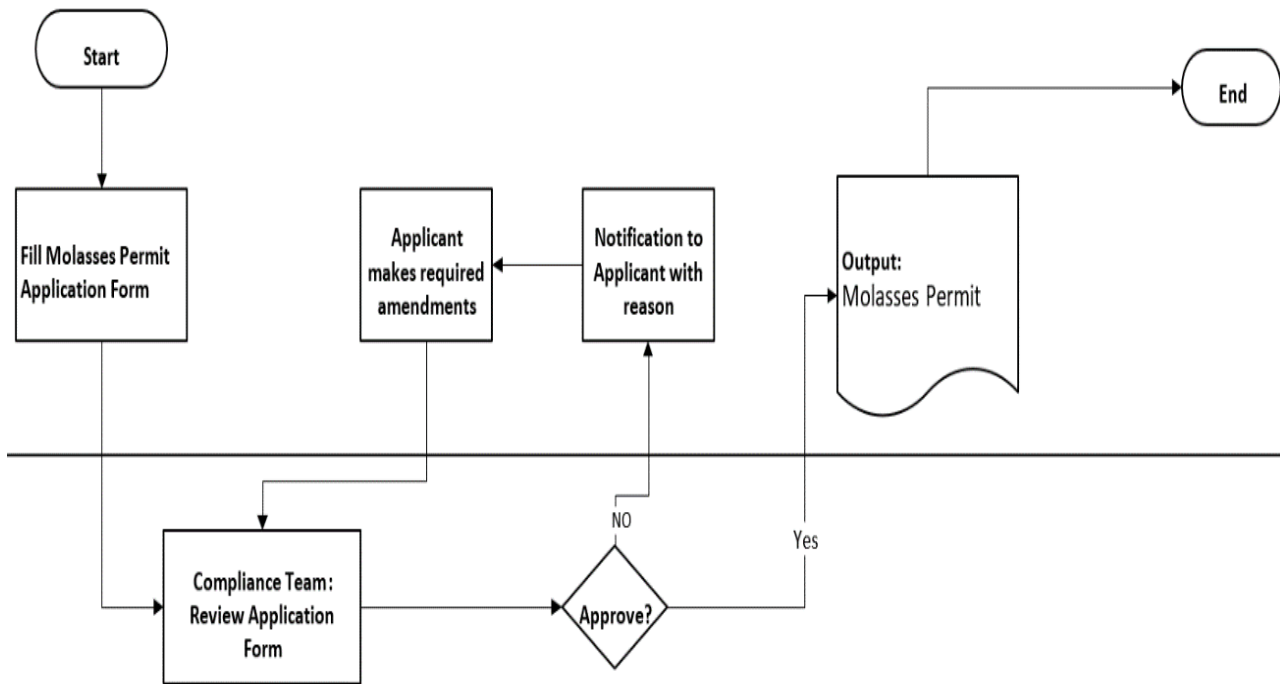 Start
End
Fill Molasses Permit
Application Form
Applicant
makes required
amendments
Notification to
Applicant with
reason
Output:
Molasses Permit
NO
Yes
Compliance Team :
Review Application
Form
Approve?